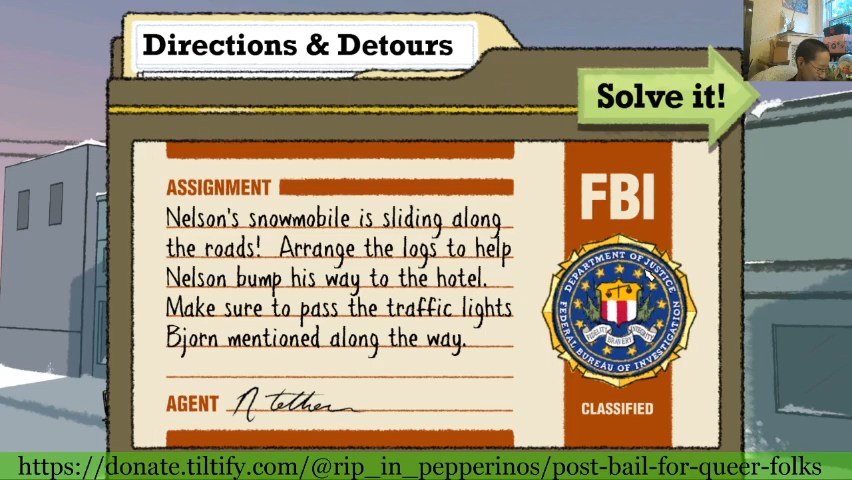 Directions & Detours
Solve it!
ASSIGNMENT
Nelson's snowmobile is sliding along
the roads! Arrange the logs to help
Nelson bump his way to the hotel.
Make sure to pass the traffic lights
Bjorn mentioned along the way.
AGENT N Tethers
FBI
DEPARTMENT OF JUSTICE
FIDELITY BRAVERY INTEGRITY
FEDERAL BUREAU OF INVESTIGATION
CLASSIFIED
https://donate.tiltify.com/@rip_in_pepperinos/post-bail-for-queer-folks